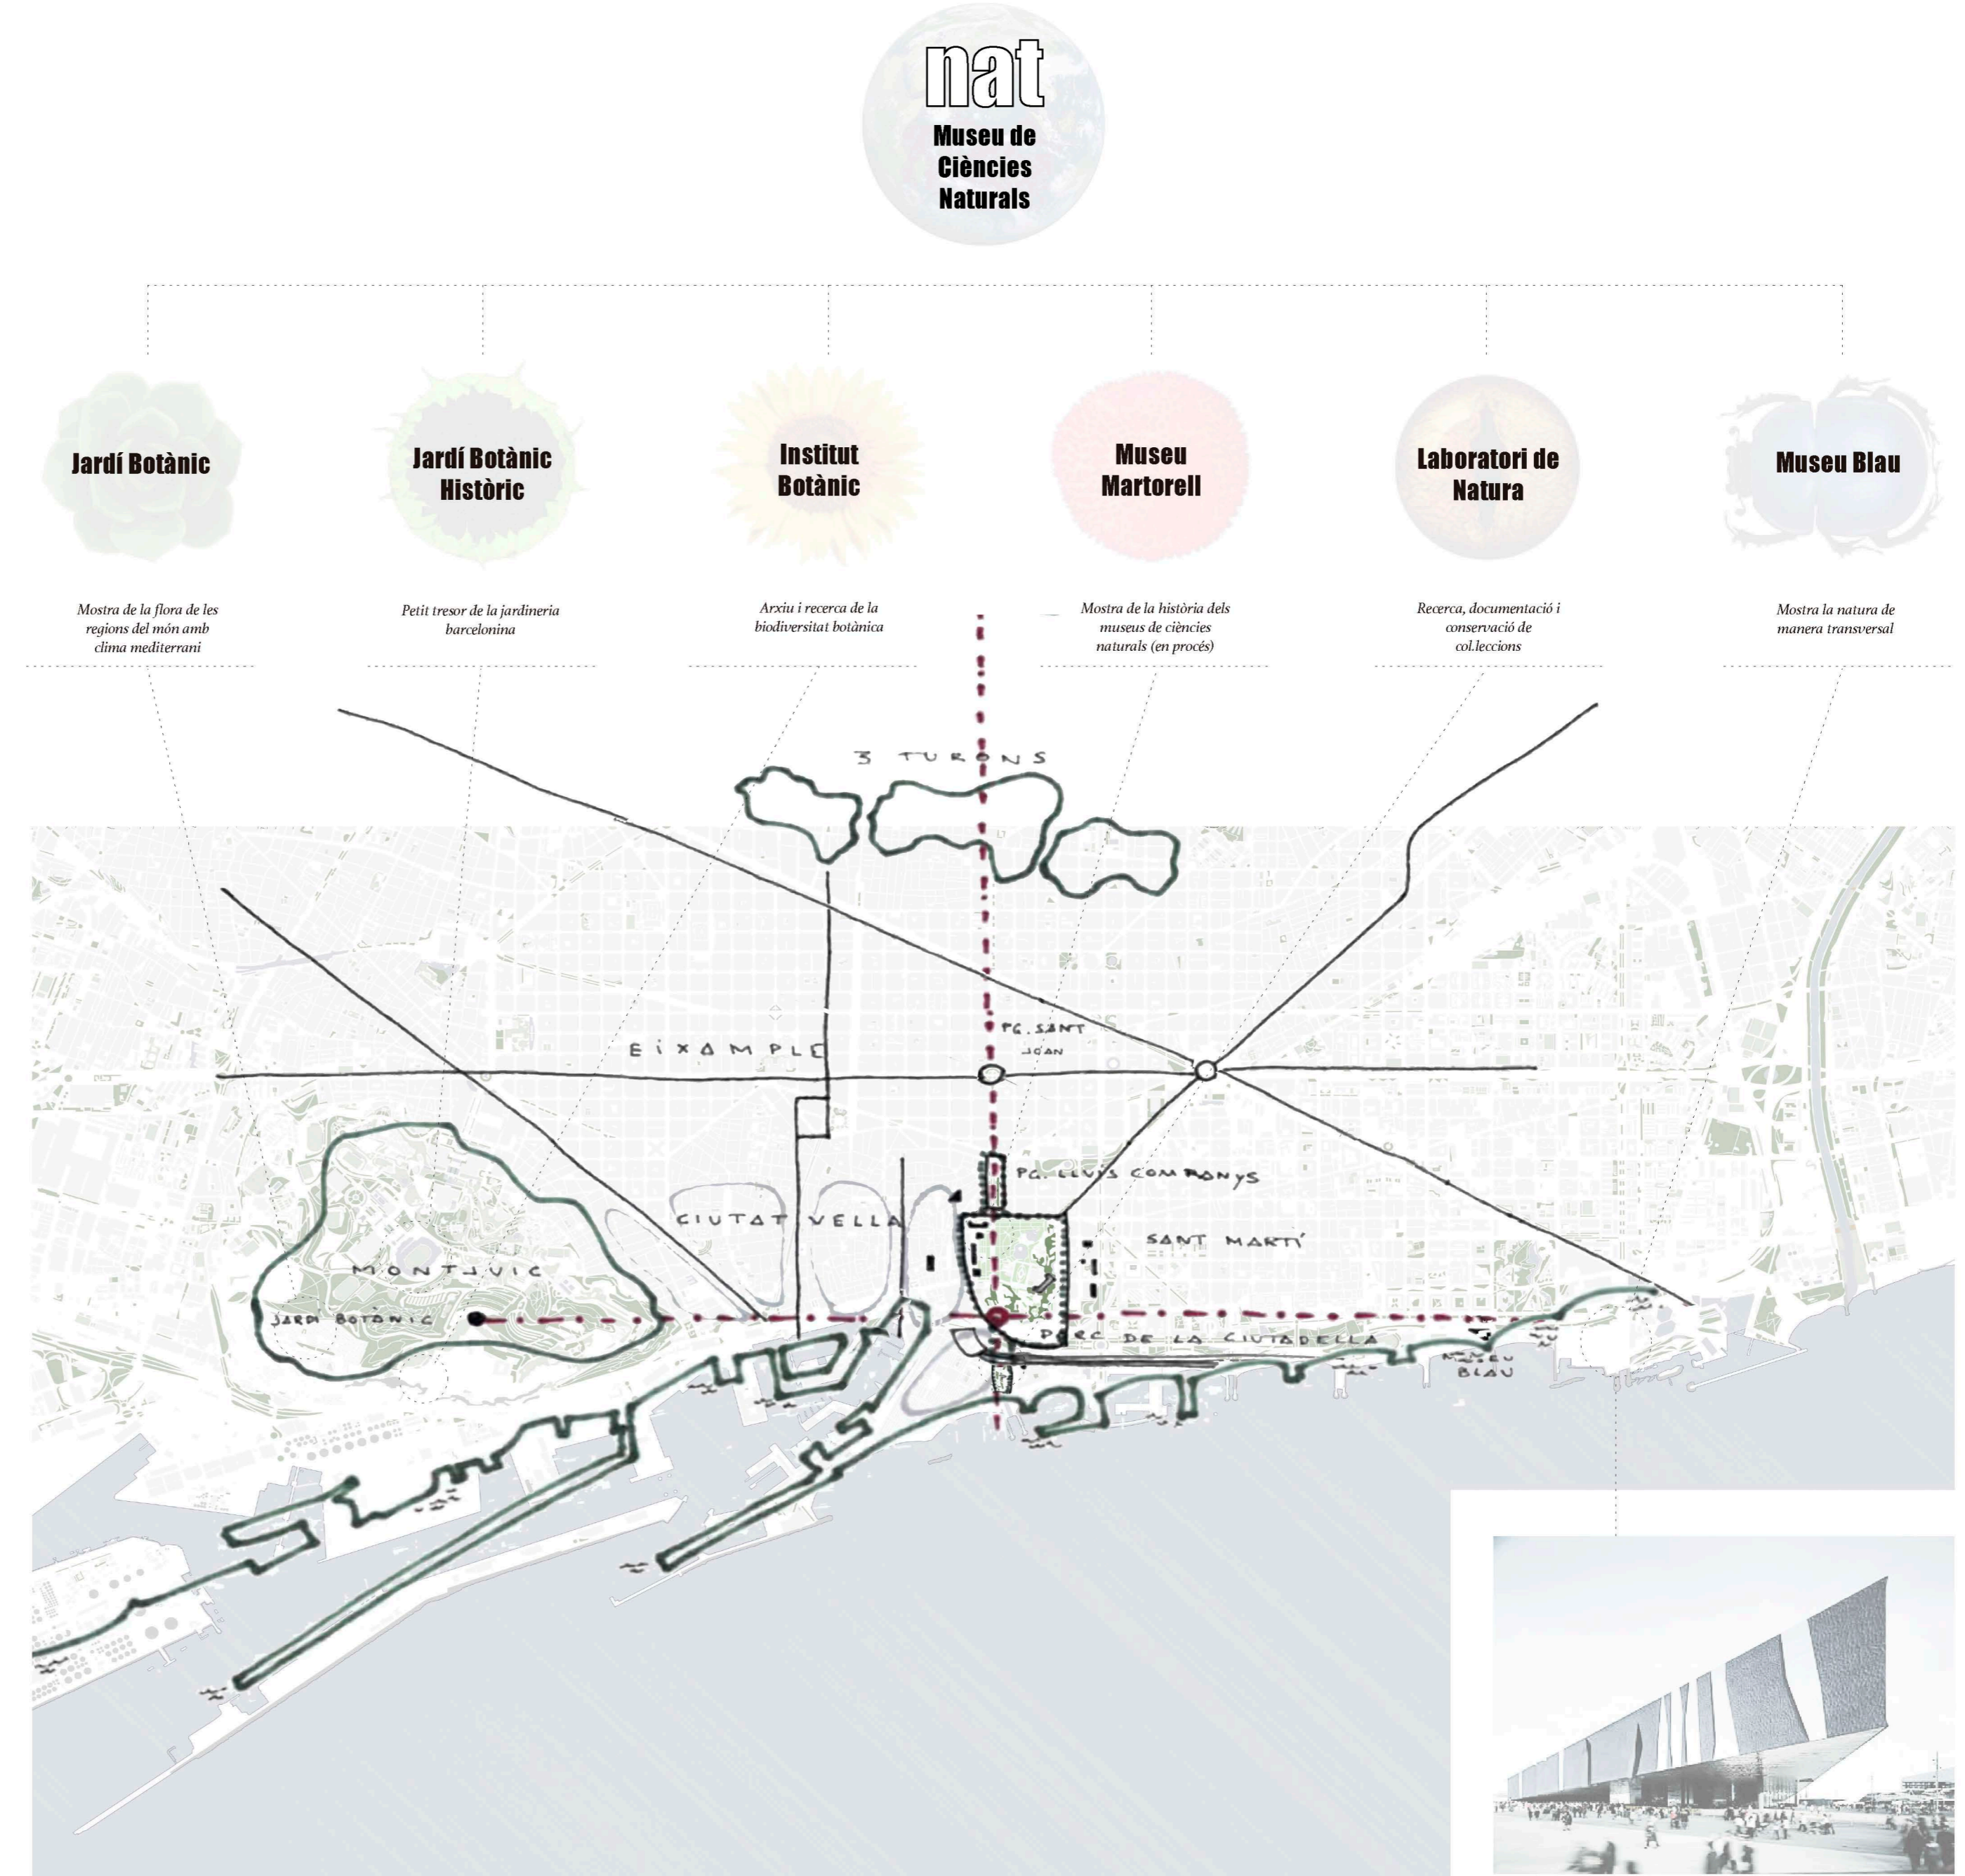 nat
Museu de
Ciències
Naturals
Jardí Botànic
Jardí Botànic
Històric
Institut
Botànic
Museu
Martorell
Laboratori de
Natura
Museu Blau
Mostra de la flora de les
regions del món amb
clima mediterrani
Petit tresor de la jardineria
barcelonina
Arxiu i recerca de la
biodiversitat botànica
Mostra de la història dels
museus de ciències
naturals (en procés)
Recerca, documentació i
conservació de
col.leccions
Mostra la natura de
manera transversal
3 TURONS
PG. SANT
JOAN
EIXAMPLE
PG. LLUÍS COMPANYS
CIUTAT VELLA
SANT MARTÍ
MONTJUIC
JARDI BOTÀNIC
PARC DE LA CIUTADELLA
MUSEU
BLAU